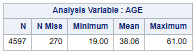 Analysis Variable : AGE
N N Miss Minimum Mean Maximum
4597 270 19.00 38.06 61.00